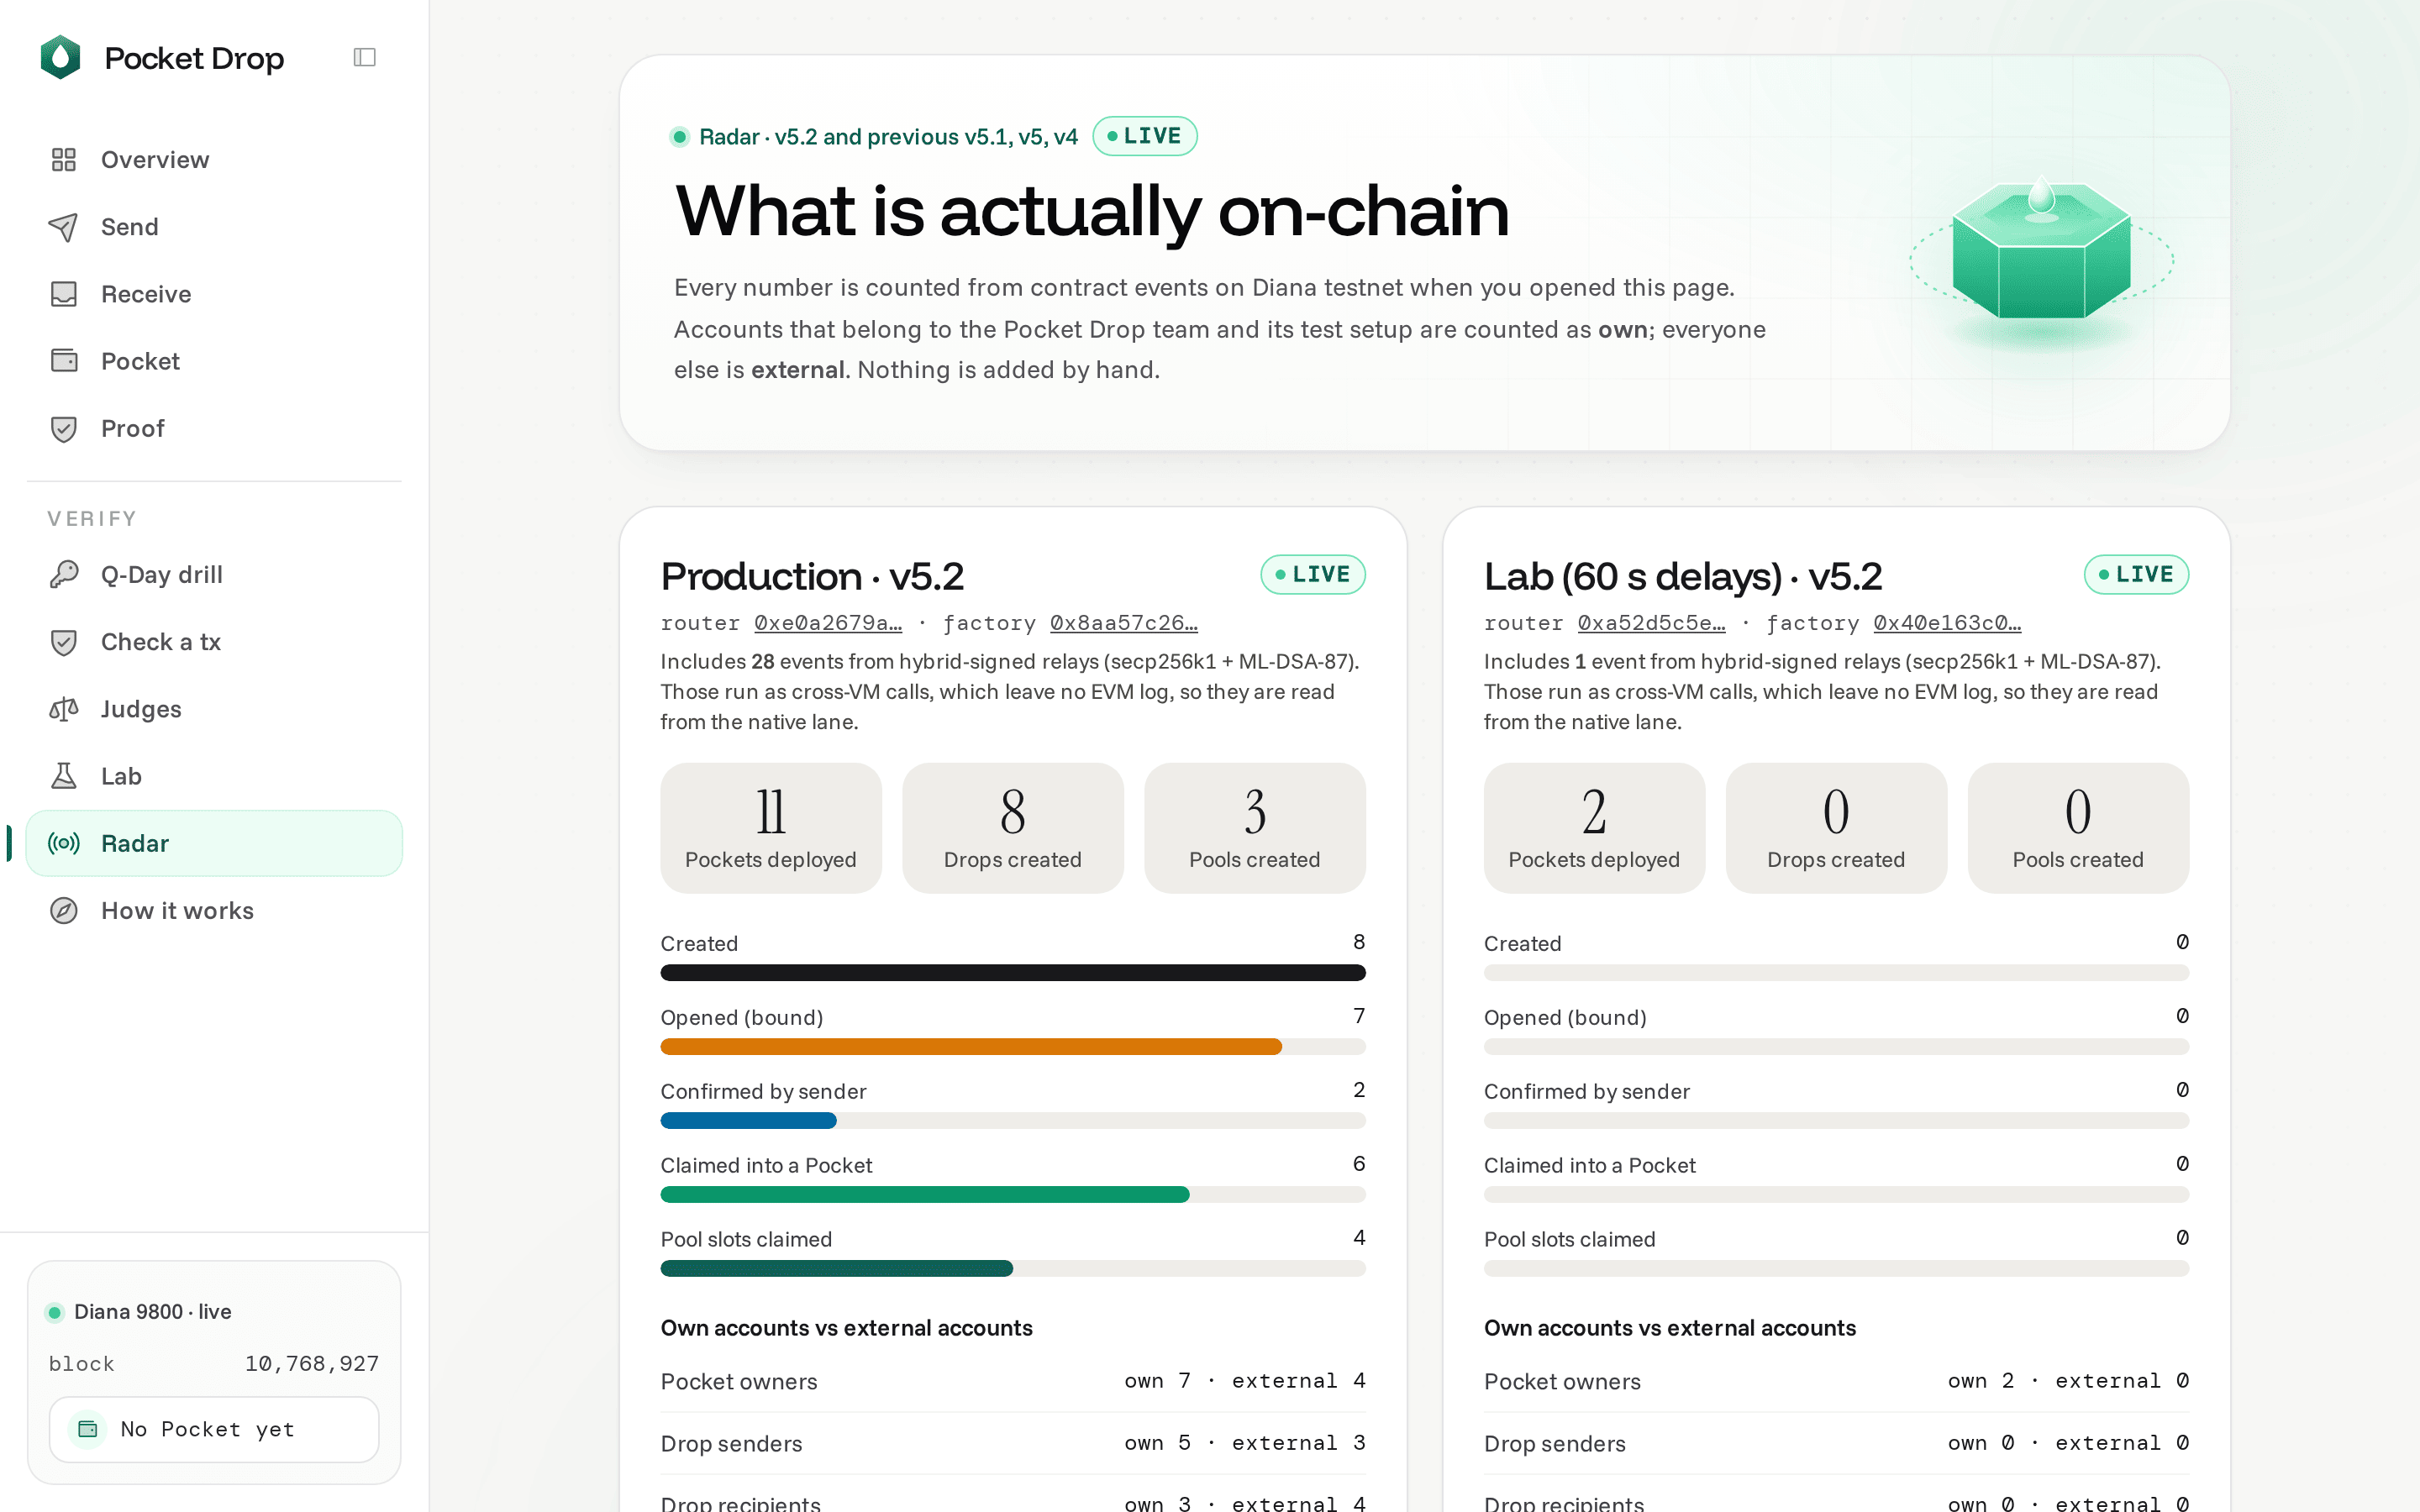 Pocket Drop
Overview
Send
Receive
Pocket
Proof
VERIFY
Q-Day drill
Check a tx
Judges
Lab
Radar
How it works
Diana 9800 · live
block 10,768,927
No Pocket yet
Radar · v5.2 and previous v5.1, v5, v4 LIVE
What is actually on-chain
Every number is counted from contract events on Diana testnet when you opened this page.
Accounts that belong to the Pocket Drop team and its test setup are counted as own; everyone
else is external. Nothing is added by hand.
Production · v5.2 LIVE
router 0xe0a2679a… · factory 0x8aa57c26…
Includes 28 events from hybrid-signed relays (secp256k1 + ML-DSA-87).
Those run as cross-VM calls, which leave no EVM log, so they are read
from the native lane.
11 8 3
Pockets deployed Drops created Pools created
Created 8
Opened (bound) 7
Confirmed by sender 2
Claimed into a Pocket 6
Pool slots claimed 4
Own accounts vs external accounts
Pocket owners own 7 · external 4
Drop senders own 5 · external 3
Drop recipients own 3 · external 4
Lab (60 s delays) · v5.2 LIVE
router 0xa52d5c5e… · factory 0x40e163c0…
Includes 1 event from hybrid-signed relays (secp256k1 + ML-DSA-87).
Those run as cross-VM calls, which leave no EVM log, so they are read
from the native lane.
2 0 0
Pockets deployed Drops created Pools created
Created 0
Opened (bound) 0
Confirmed by sender 0
Claimed into a Pocket 0
Pool slots claimed 0
Own accounts vs external accounts
Pocket owners own 2 · external 0
Drop senders own 0 · external 0
Drop recipients own 0 · external 0